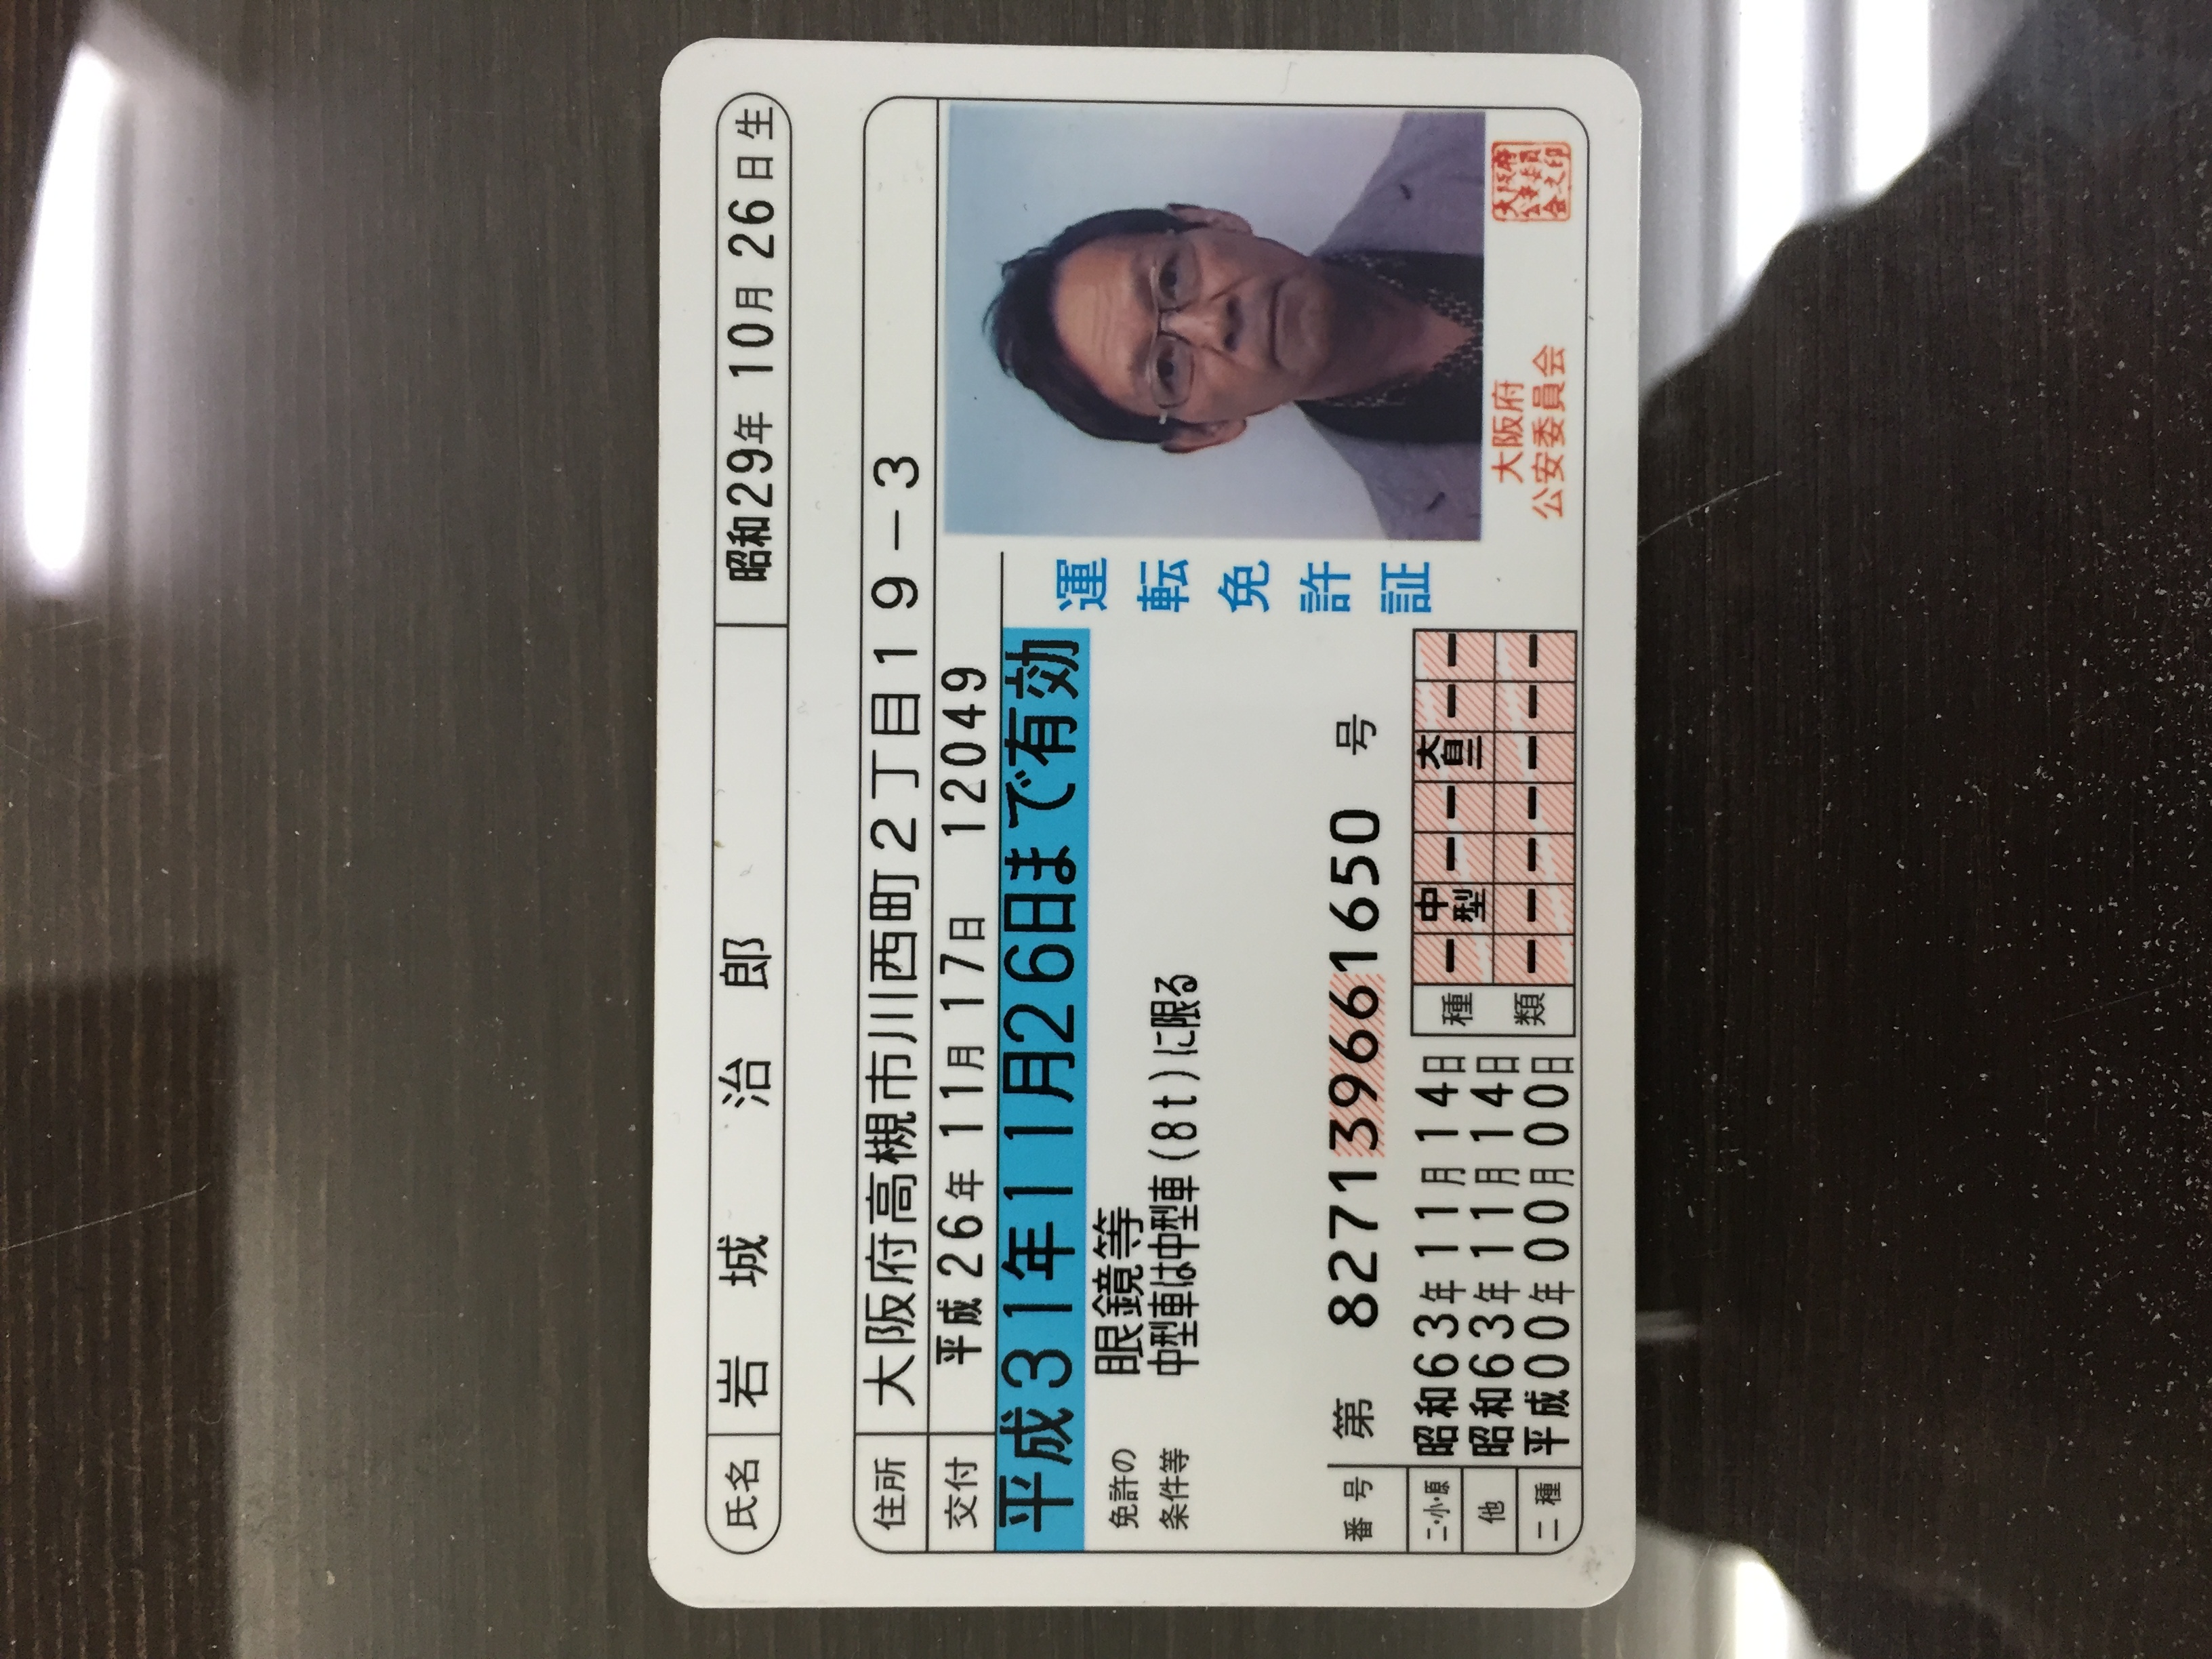 氏名 岩城 治郎 昭和29年 10月 26日生
住所 大阪府高槻市川西町2丁目19-3
交付 平成26年 11月 17日 12049
平成31年11月26日まで有効
免許の 眼鏡等
条件等 中型車は中型車(8t)に限る
運転免許証
番号 第 827139661650 号
二・小・原 昭和63年 11月 14日
他 昭和63年 11月 14日
二種 平成00年 00月 00日
種類 ー 中型 ー ー 大自二 ー ー
ー ー ー ー ー ー ー
大阪府
公安委員会
大阪府
公安委員
会之印